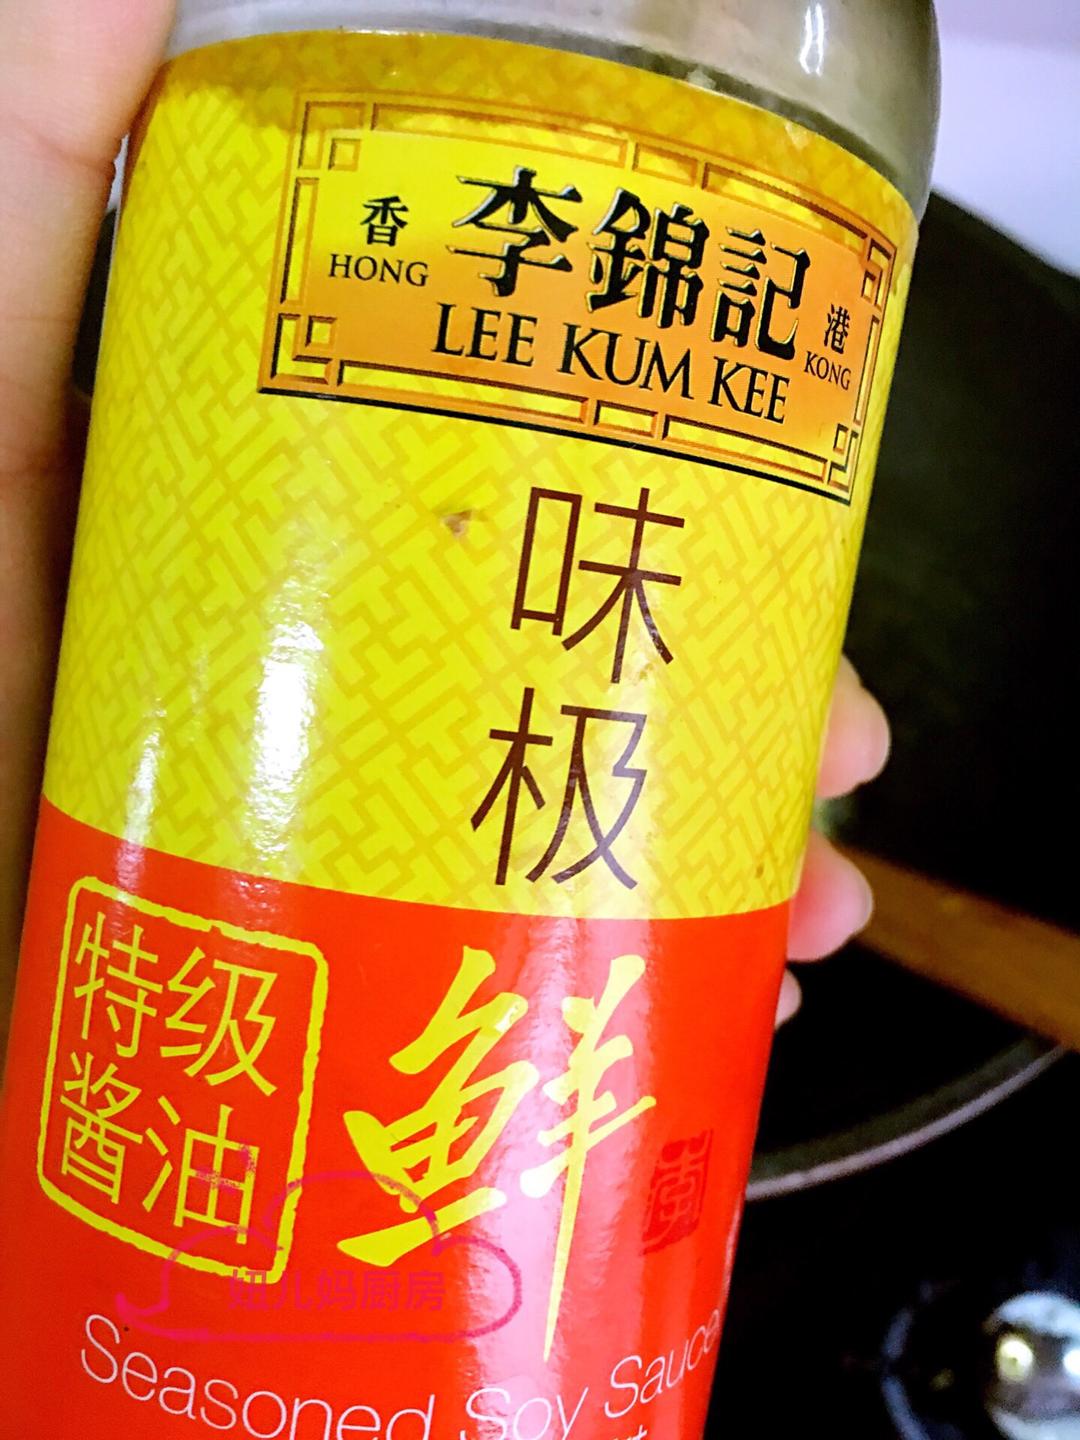 香 李錦記 港
HONG LEE KUM KEE KONG
味
极
鲜
特级
酱油
妞儿妈厨房
Seasoned Soy Sauce